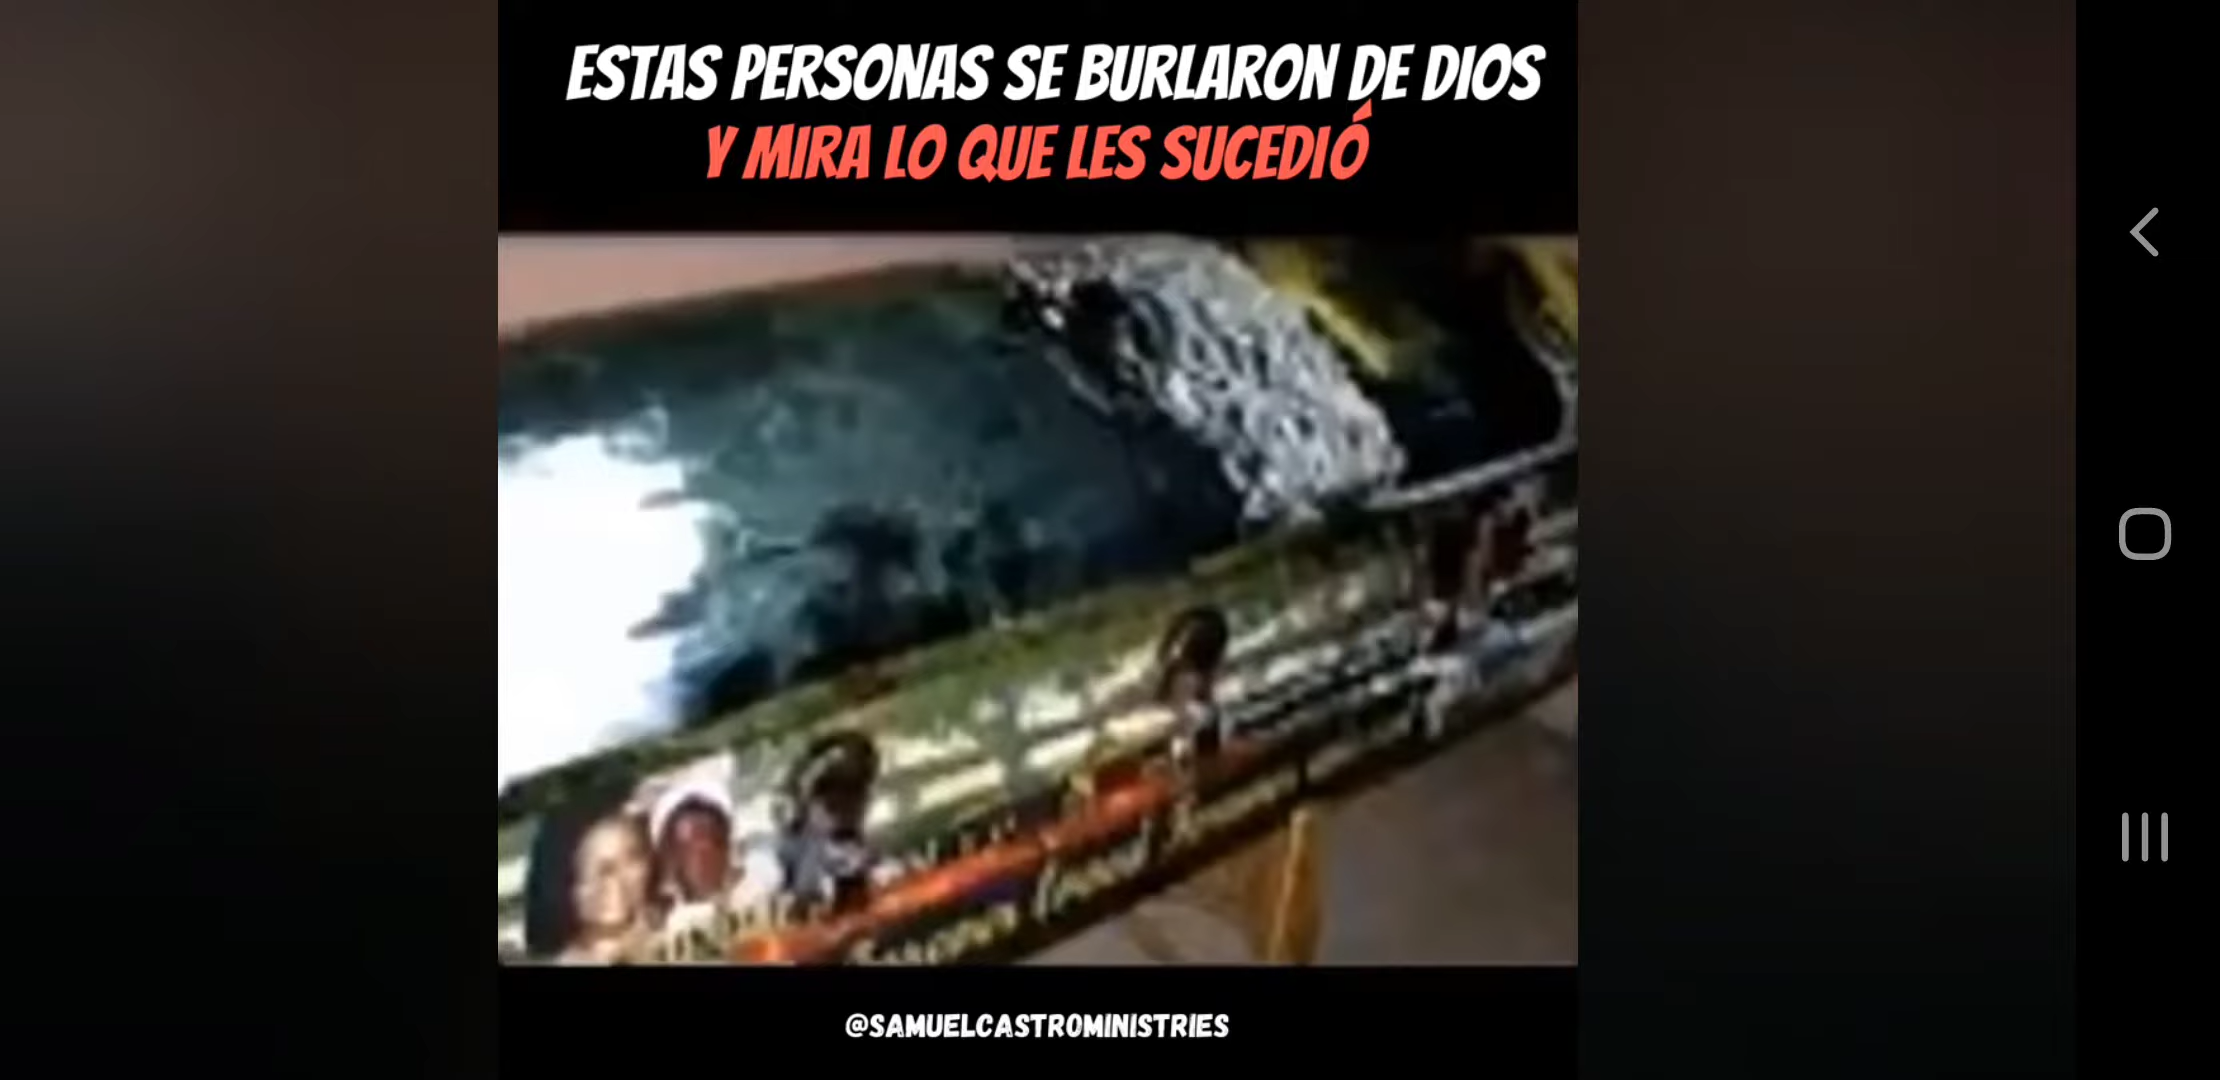 ESTAS PERSONAS SE BURLARON DE DIOS
Y MIRA LO QUE LES SUCEDIÓ
@SAMUELCASTROMINISTRIES